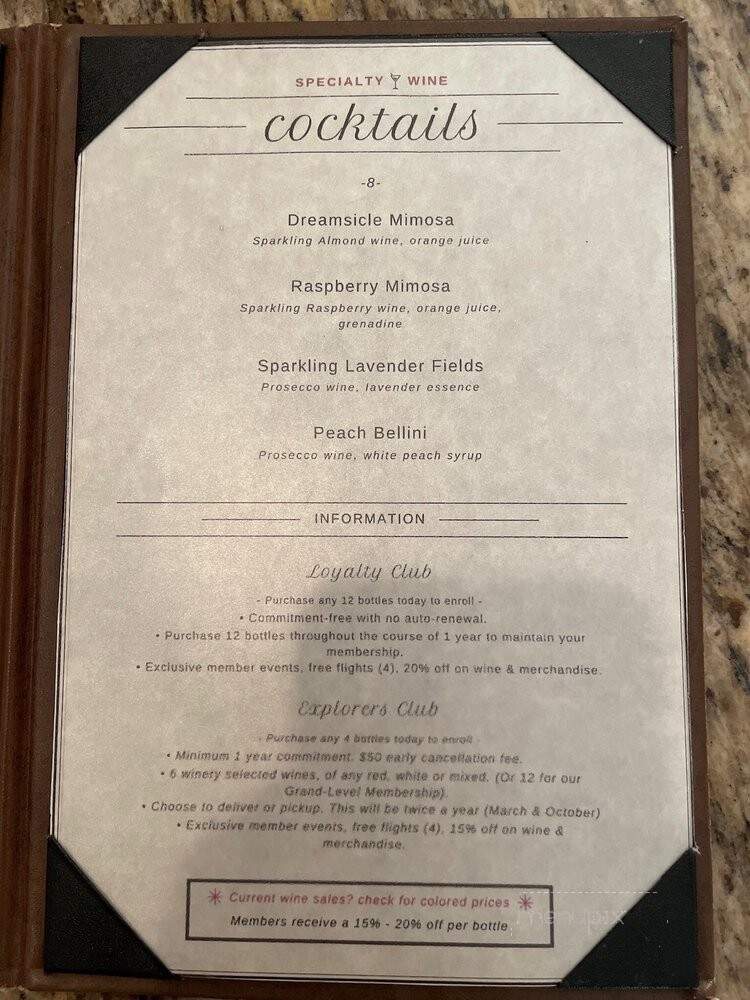 SPECIALTY WINE
cocktails
-8-
Dreamsicle Mimosa
Sparkling Almond wine, orange juice
Raspberry Mimosa
Sparkling Raspberry wine, orange juice,
grenadine
Sparkling Lavender Fields
Prosecco wine, lavender essence
Peach Bellini
Prosecco wine, white peach syrup
INFORMATION
Loyalty Club
- Purchase any 12 bottles today to enroll -
• Commitment-free with no auto-renewal.
• Purchase 12 bottles throughout the course of 1 year to maintain your
membership.
• Exclusive member events, free flights (4), 20% off on wine & merchandise.
Explorers Club
- Purchase any 4 bottles today to enroll -
• Minimum 1 year commitment. $50 early cancellation fee.
• 6 winery selected wines, of any red, white or mixed. (Or 12 for our
Grand-Level Membership).
• Choose to deliver or pickup. This will be twice a year (March & October)
• Exclusive member events, free flights (4), 15% off on wine &
merchandise.
* Current wine sales? check for colored prices *
Members receive a 15% - 20% off per bottle